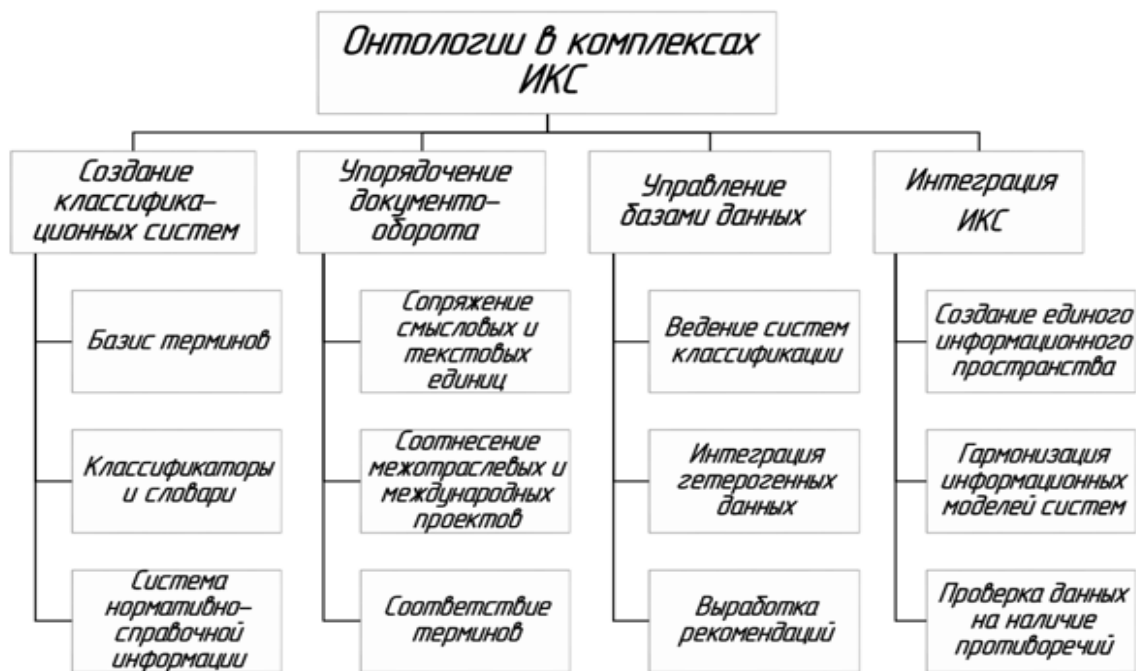 Онтологии в комплексах
ИКС
Создание
классифика-
ционных систем
Базис терминов
Классификаторы
и словари
Система
нормативно-
справочной
информации
Упорядочение
документо-
оборота
Сопряжение
смысловых и
текстовых
единиц
Соотнесение
межотраслевых и
международных
проектов
Соответствие
терминов
Управление
базами данных
Ведение систем
классификации
Интеграция
гетерогенных
данных
Выработка
рекомендаций
Интеграция
ИКС
Создание единого
информационного
пространства
Гармонизация
информационных
моделей систем
Проверка данных
на наличие
противоречий